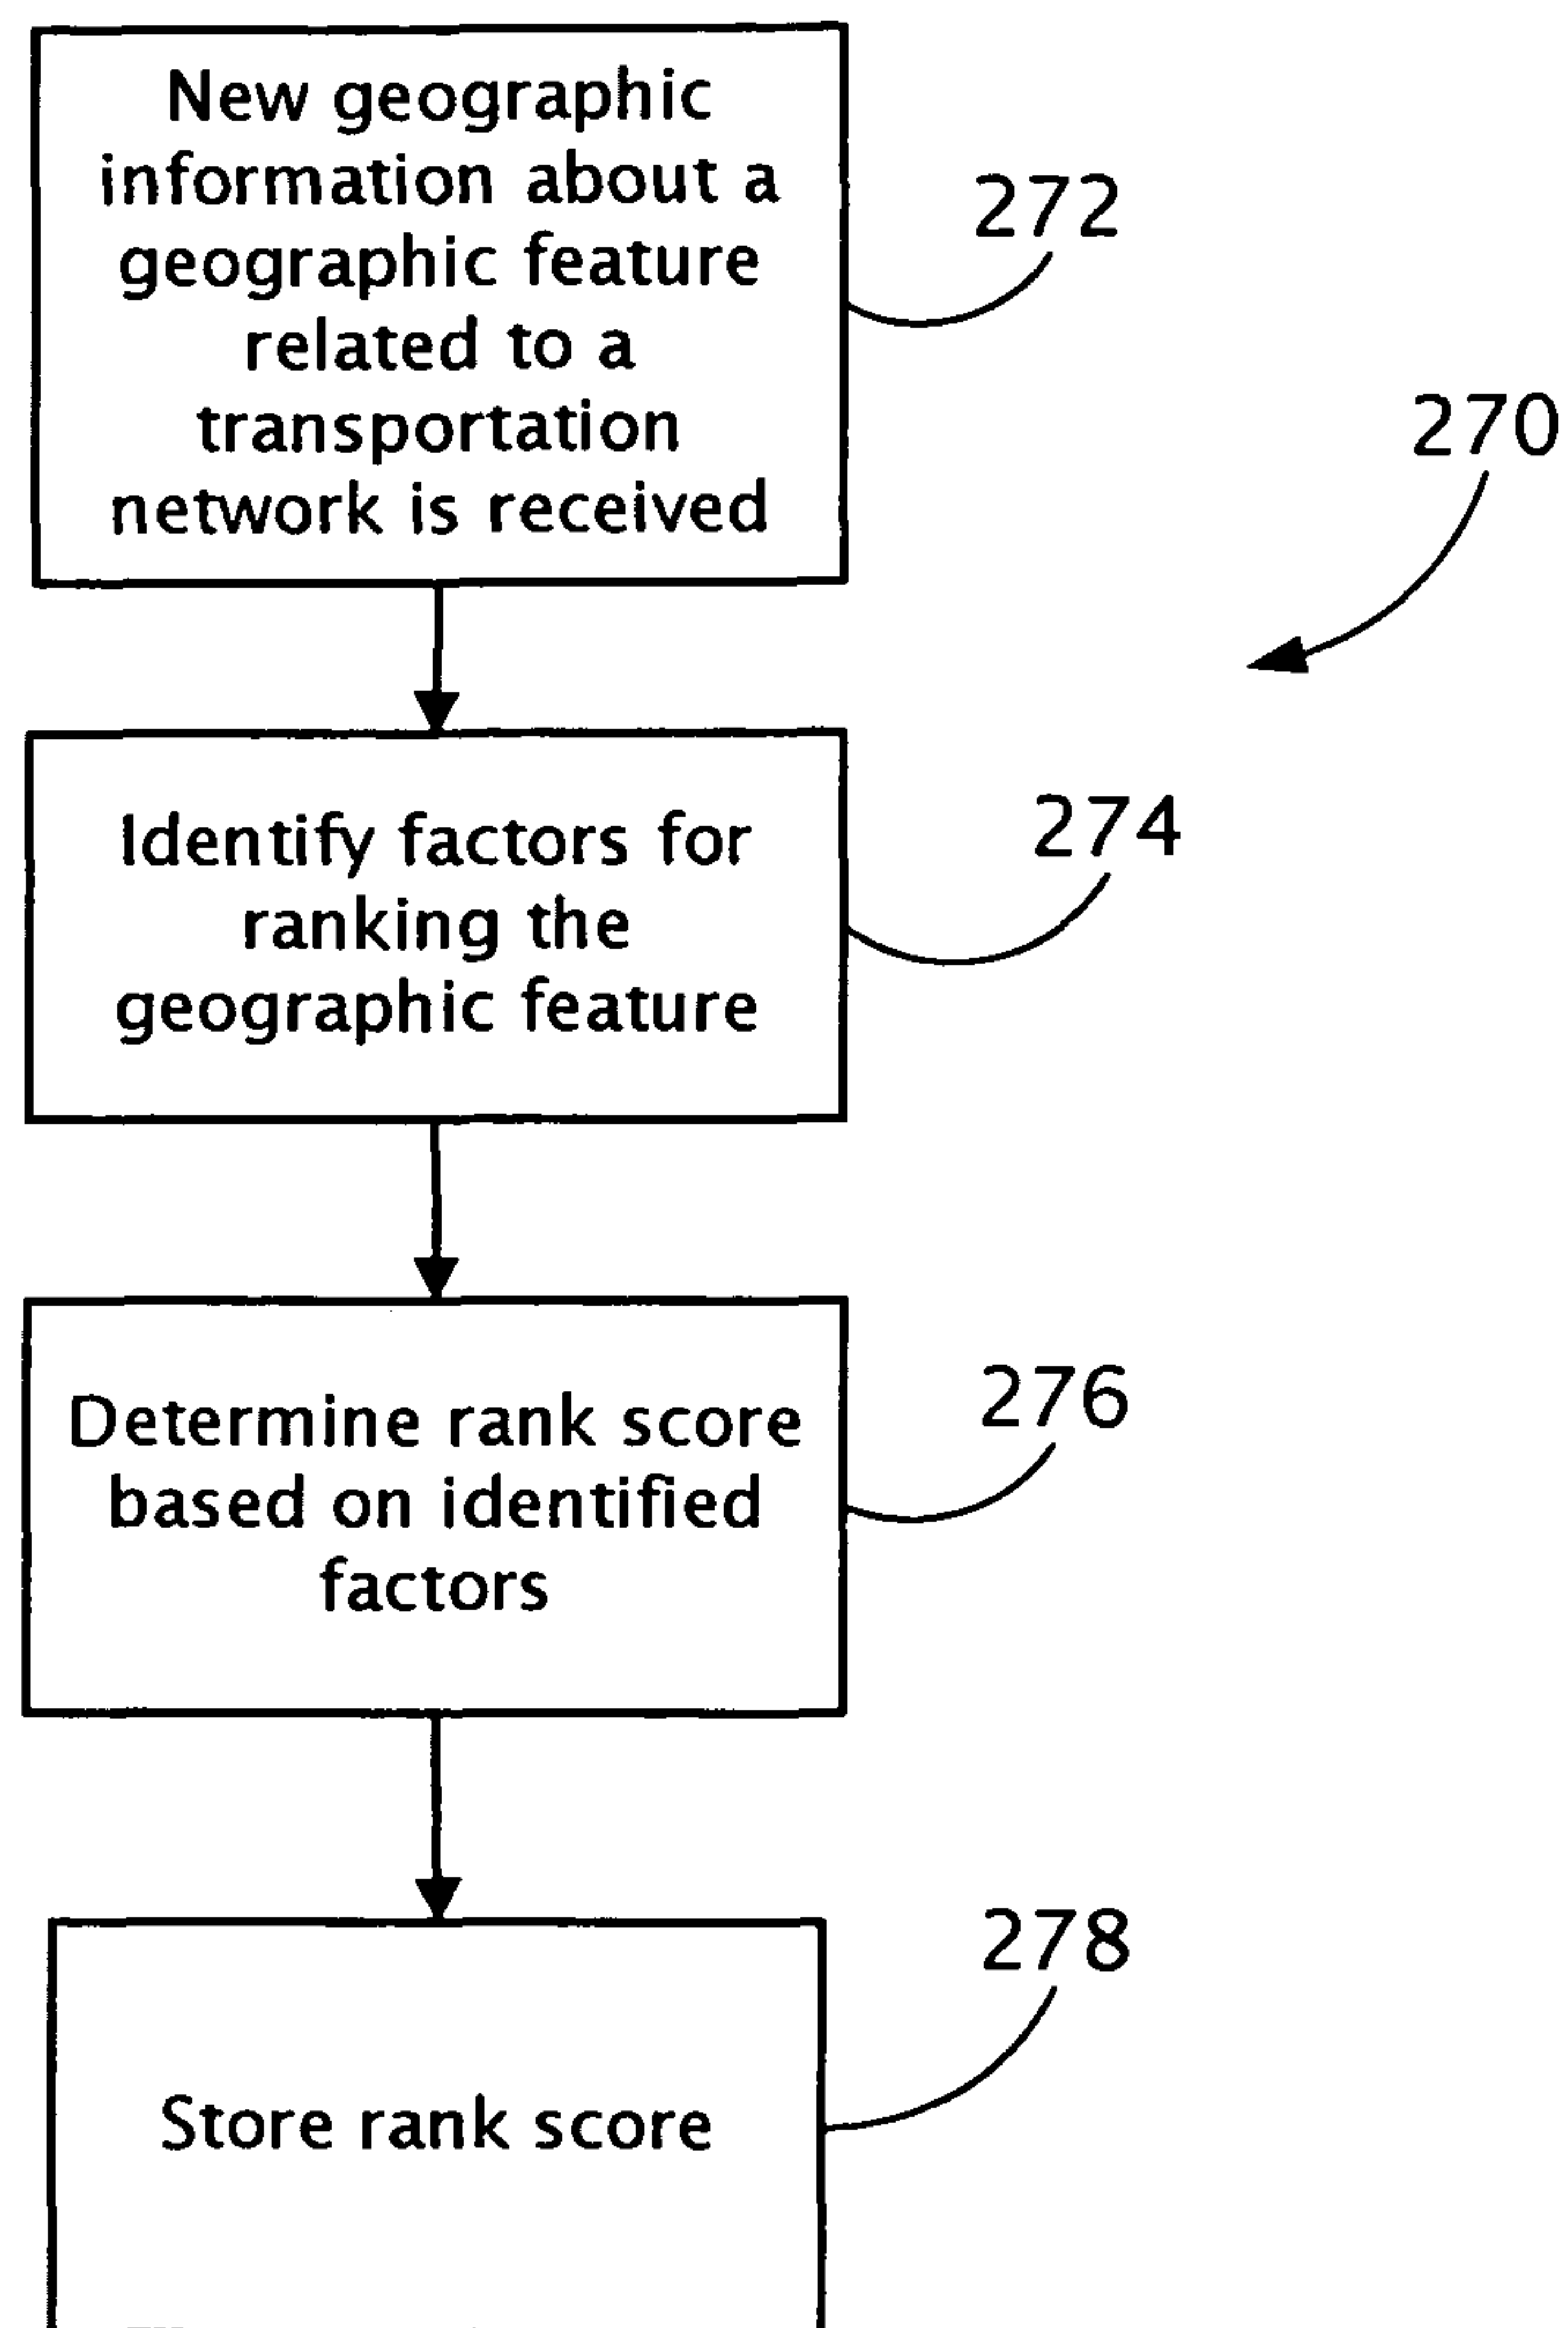 New geographic
information about a
geographic feature
related to a
transportation
network is received
272
270
Identify factors for
ranking the
geographic feature
274
Determine rank score
based on identified
factors
276
Store rank score
278